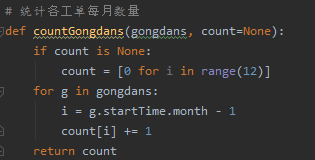 # 统计各工单每月数量
def countGongdans(gongdans, count=None):
    if count is None:
        count = [0 for i in range(12)]
    for g in gongdans:
        i = g.startTime.month - 1
        count[i] += 1
    return count